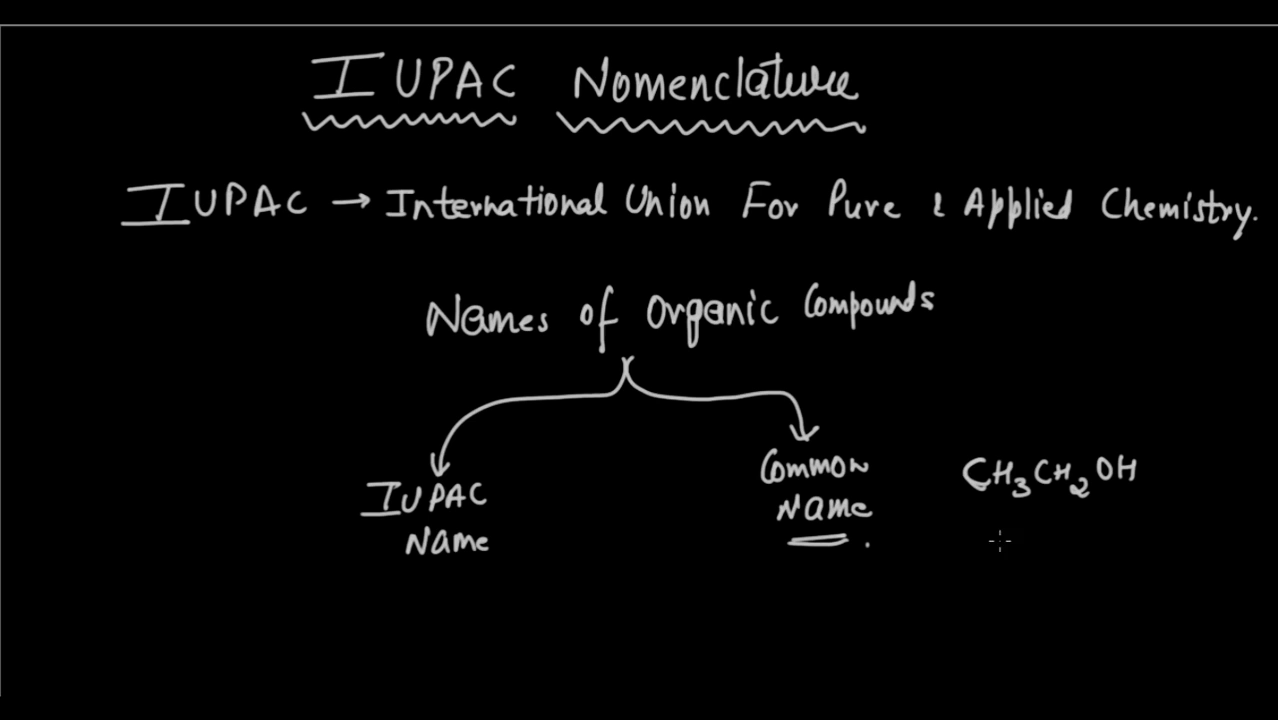 IUPAC Nomenclature
IUPAC → International Union For Pure & Applied Chemistry.
Names of Organic Compounds
IUPAC
Name
Common
Name.
CH₃CH₂OH